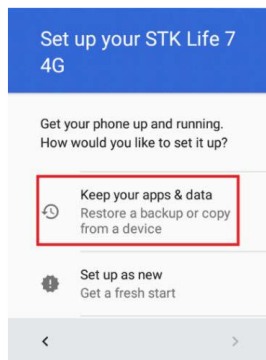 Set up your STK Life 7
4G
Get your phone up and running.
How would you like to set it up?
Keep your apps & data
Restore a backup or copy
from a device
Set up as new
Get a fresh start